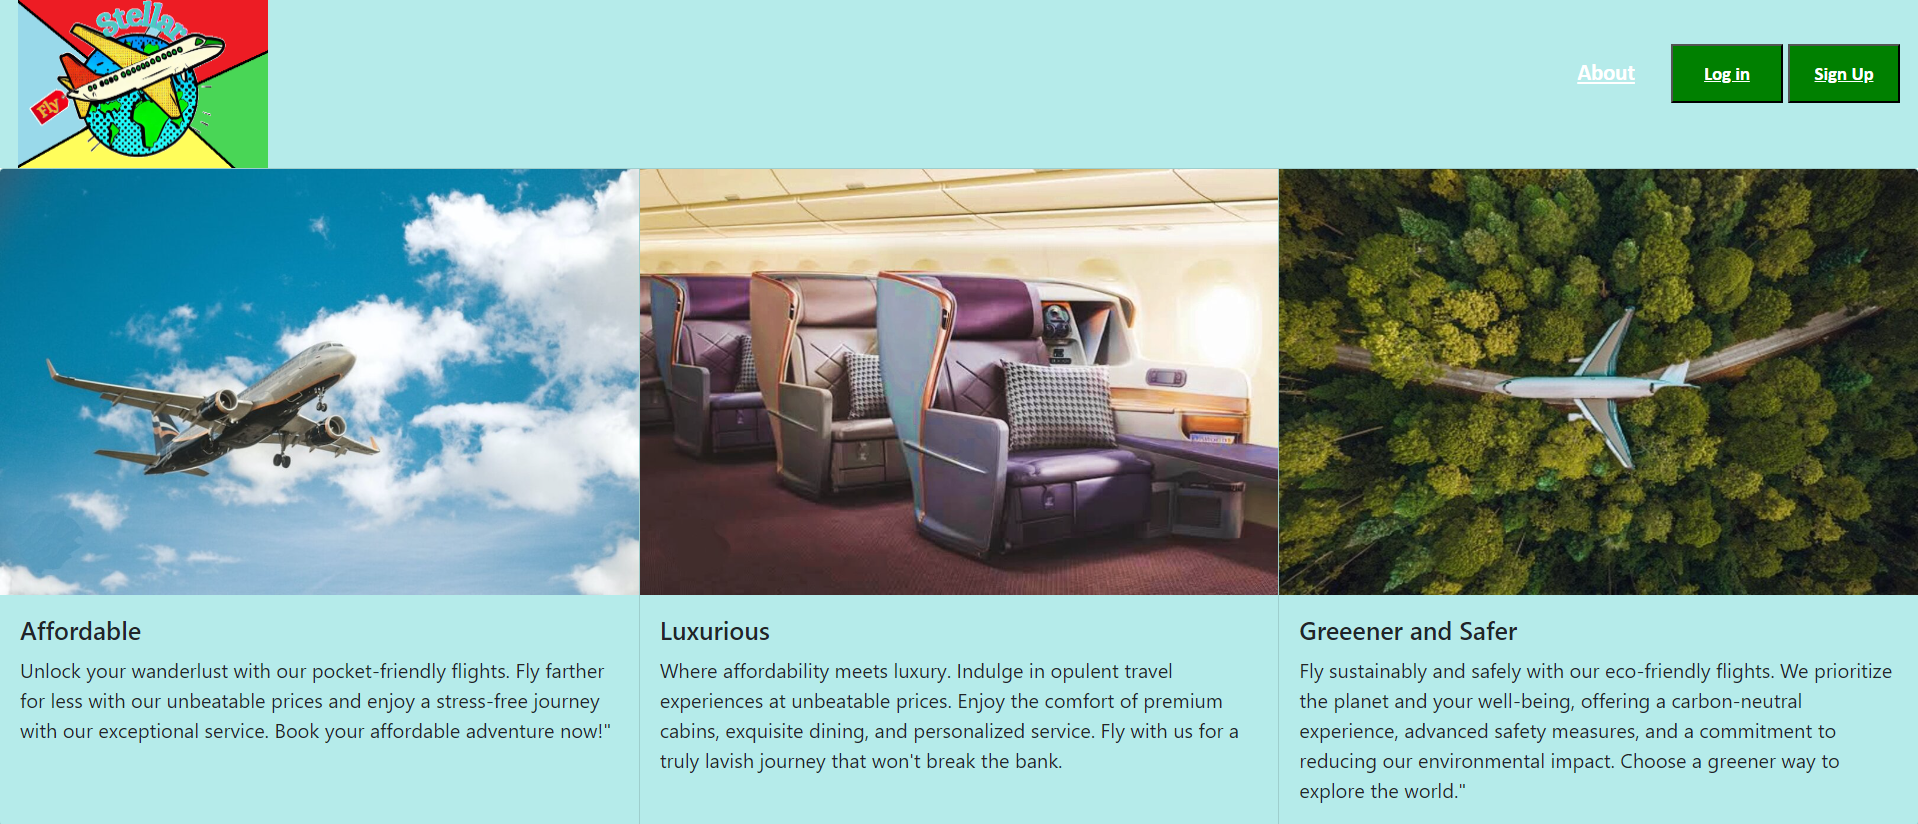 Stellar
Fly
About
Log in
Sign Up
Affordable
Unlock your wanderlust with our pocket-friendly flights. Fly farther
for less with our unbeatable prices and enjoy a stress-free journey
with our exceptional service. Book your affordable adventure now!"
Luxurious
Where affordability meets luxury. Indulge in opulent travel
experiences at unbeatable prices. Enjoy the comfort of premium
cabins, exquisite dining, and personalized service. Fly with us for a
truly lavish journey that won't break the bank.
Greeener and Safer
Fly sustainably and safely with our eco-friendly flights. We prioritize
the planet and your well-being, offering a carbon-neutral
experience, advanced safety measures, and a commitment to
reducing our environmental impact. Choose a greener way to
explore the world."